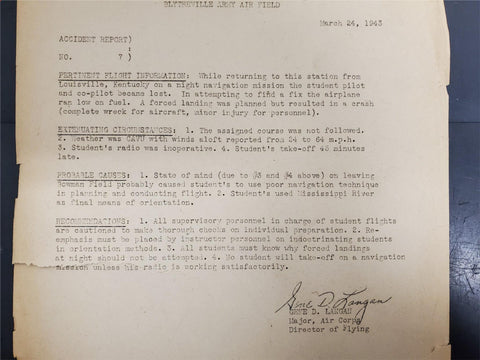 BLYTHEVILLE ARMY AIR FIELD
March 24, 1943
ACCIDENT REPORT)
:
NO. 7 )
PERTINENT FLIGHT INFORMATION: While returning to this station from
Louisville, Kentucky on a night navigation mission the student pilot
and co-pilot became lost. In attempting to find a fix the airplane
ran low on fuel. A forced landing was planned but resulted in a crash
(complete wreck for aircraft, minor injury for personnel).
EXTENUATING CIRCUMSTANCES: 1. The assigned course was not followed.
2. Weather was CAVU with winds aloft reported from 24 to 64 m.p.h.
3. Student's radio was inoperative. 4. Student's take-off 45 minutes
late.
PROBABLE CAUSES: 1. State of mind (due to #3 and #4 above) on leaving
Bowman Field probably caused student's to use poor navigation technique
in planning and conducting flight. 2. Student's used Mississippi River
as final means of orientation.
RECOMMENDATIONS: 1. All supervisory personnel in charge of student flights
are cautioned to make thorough checks on individual preparation. 2. Re-
emphasis must be placed by instructor personnel on indoctrinating students
in orientation methods. 3. All students must know why forced landings
at night should not be attempted. 4. No student will take-off on a navigation
mission unless his radio is working satisfactorily.
Gene D. Langan
GENE D. LANGAN
Major, Air Corps
Director of Flying